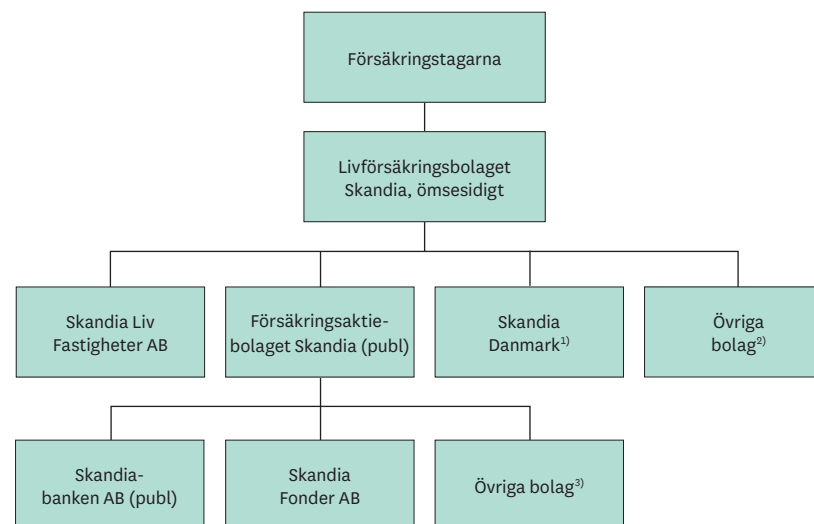 Försäkringstagarna
Livförsäkringsbolaget
Skandia, ömsesidigt
Skandia Liv
Fastigheter AB
Försäkringsaktie-
bolaget Skandia (publ)
Skandia
Danmark1)
Övriga
bolag2)
Skandia-
banken AB (publ)
Skandia
Fonder AB
Övriga bolag3)